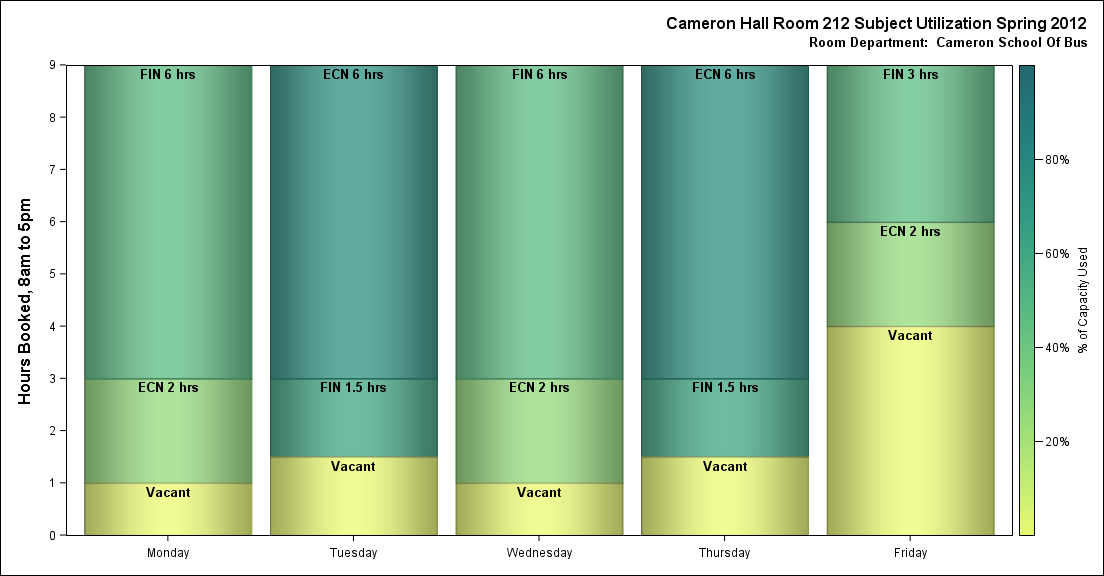 Cameron Hall Room 212 Subject Utilization Spring 2012
Room Department: Cameron School Of Bus
Hours Booked, 8am to 5pm
9
8
7
6
5
4
3
2
1
0
FIN 6 hrs
ECN 2 hrs
Vacant
ECN 6 hrs
FIN 1.5 hrs
Vacant
FIN 6 hrs
ECN 2 hrs
Vacant
ECN 6 hrs
FIN 1.5 hrs
Vacant
FIN 3 hrs
ECN 2 hrs
Vacant
Monday
Tuesday
Wednesday
Thursday
Friday
80%
60%
40%
20%
% of Capacity Used